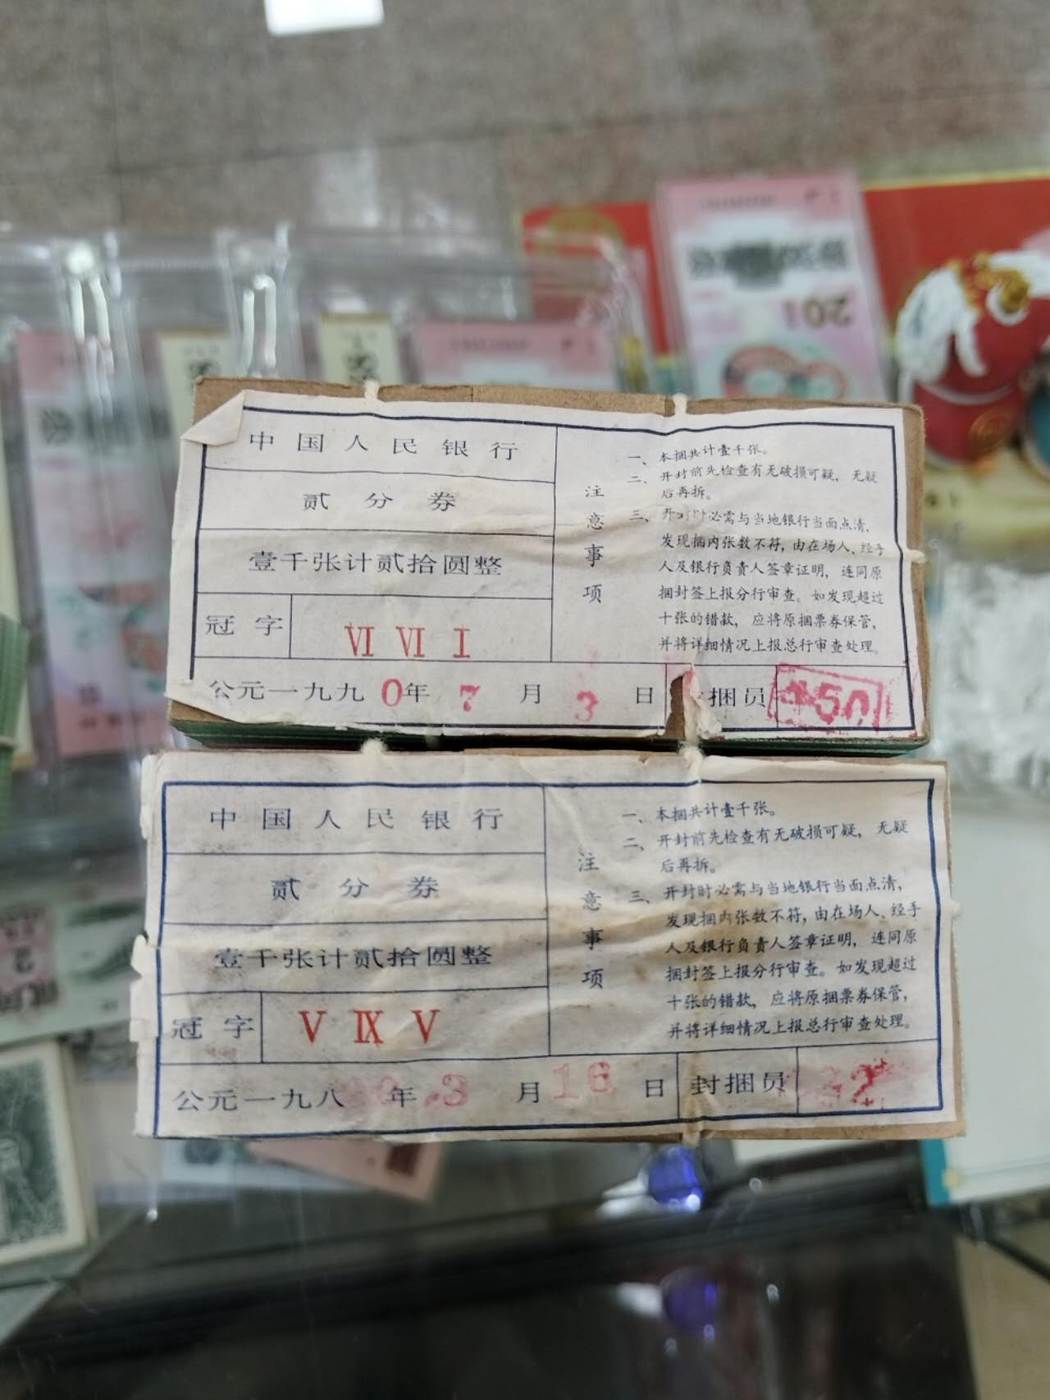 中国人民银行
贰分券
壹千张计贰拾圆整
冠字 Ⅵ Ⅵ Ⅰ
公元一九九0年 7 月 3 日 封捆员 450
注意事项
一、本捆共计壹千张。
二、开封前先检查有无破损可疑，无疑
后再拆。
三、开封时必需与当地银行当面点清，
发现捆内张数不符，由在场人、经手
人及银行负责人签章证明，连同原
捆封签上报分行审查。如发现超过
十张的错款，应将原捆票券保管，
并将详细情况上报总行审查处理。
中国人民银行
贰分券
壹千张计贰拾圆整
冠字 Ⅴ Ⅸ Ⅴ
公元一九八 年 3 月 16 日 封捆员
注意事项
一、本捆共计壹千张。
二、开封前先检查有无破损可疑，无疑
后再拆。
三、开封时必需与当地银行当面点清，
发现捆内张数不符，由在场人、经手
人及银行负责人签章证明，连同原
捆封签上报分行审查。如发现超过
十张的错款，应将原捆票券保管，
并将详细情况上报总行审查处理。